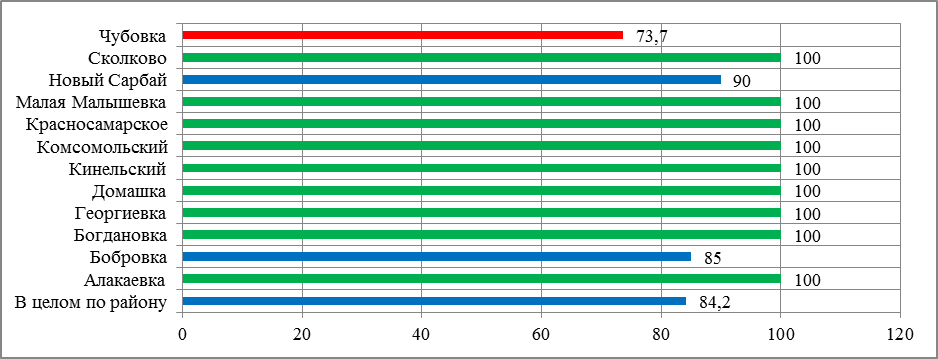 Чубовка 73,7
Сколково 100
Новый Сарбай 90
Малая Малышевка 100
Красносамарское 100
Комсомольский 100
Кинельский 100
Домашка 100
Георгиевка 100
Богдановка 100
Бобровка 85
Алакаевка 100
В целом по району 84,2
0 20 40 60 80 100 120